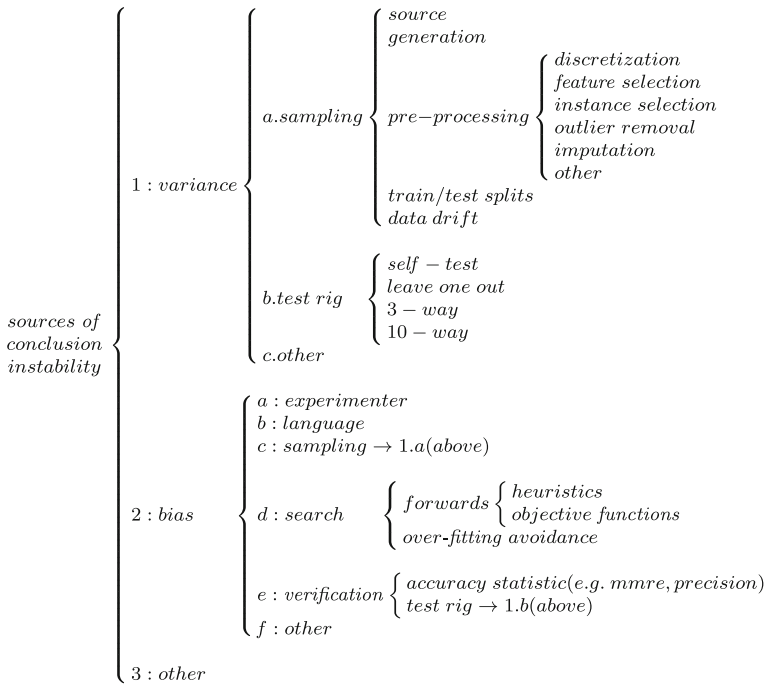 source
generation
discretization
feature selection
instance selection
a.sampling
pre−processing
outlier removal
imputation
other
1 : variance
train/test splits
data drift
self − test
leave one out
b.test rig
3 − way
10 − way
sources of
conclusion
instability
c.other
a : experimenter
b : language
c : sampling → 1.a(above)
2 : bias
d : search
forwards
heuristics
objective functions
over-fitting avoidance
e : verification
accuracy statistic(e.g. mmre, precision)
test rig → 1.b(above)
f : other
3 : other